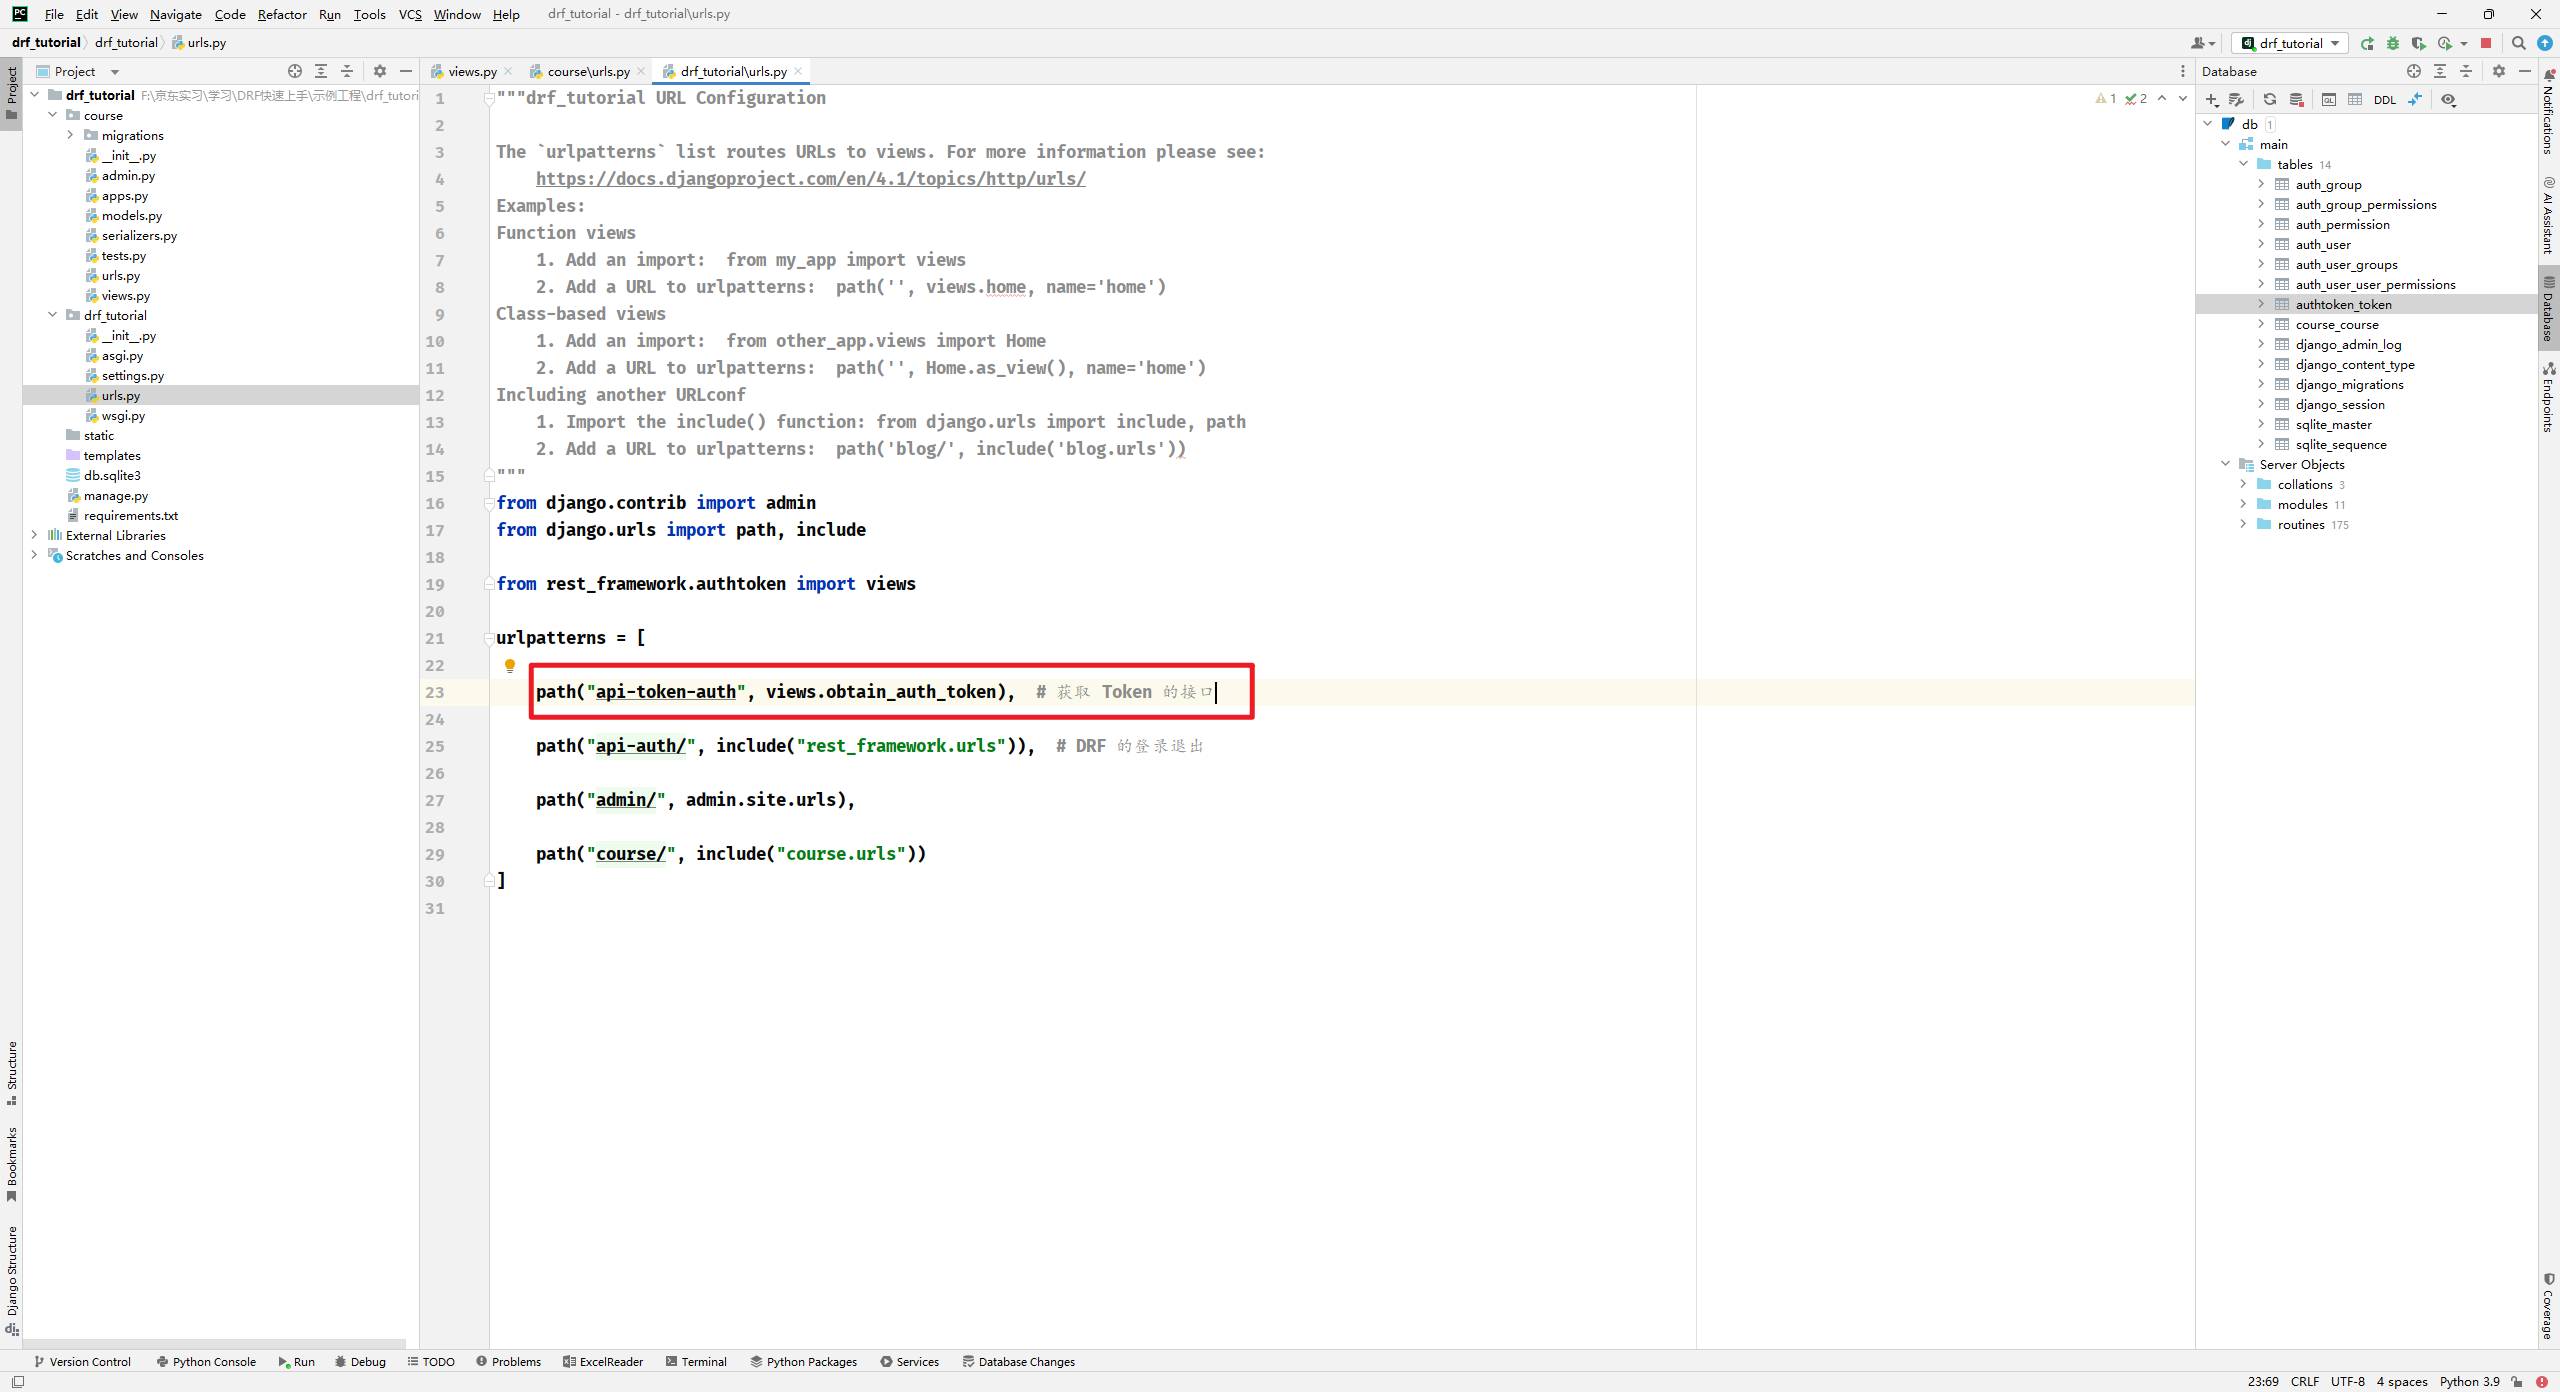 File Edit View Navigate Code Refactor Run Tools VCS Window Help drf_tutorial - drf_tutorial\urls.py
drf_tutorial drf_tutorial urls.py
drf_tutorial
Project
views.py course\urls.py drf_tutorial\urls.py
Database
drf_tutorial F:\京东实习\学习\DRF快速上手\示例工程\drf_tutori
course
migrations
__init__.py
admin.py
apps.py
models.py
serializers.py
tests.py
urls.py
views.py
drf_tutorial
__init__.py
asgi.py
settings.py
urls.py
wsgi.py
static
templates
db.sqlite3
manage.py
requirements.txt
External Libraries
Scratches and Consoles
1 """drf_tutorial URL Configuration
2
3 The `urlpatterns` list routes URLs to views. For more information please see:
4 https://docs.djangoproject.com/en/4.1/topics/http/urls/
5 Examples:
6 Function views
7 1. Add an import:  from my_app import views
8 2. Add a URL to urlpatterns:  path('', views.home, name='home')
9 Class-based views
10 1. Add an import:  from other_app.views import Home
11 2. Add a URL to urlpatterns:  path('', Home.as_view(), name='home')
12 Including another URLconf
13 1. Import the include() function: from django.urls import include, path
14 2. Add a URL to urlpatterns:  path('blog/', include('blog.urls'))
15 """
16 from django.contrib import admin
17 from django.urls import path, include
18
19 from rest_framework.authtoken import views
20
21 urlpatterns = [
22
23 path("api-token-auth", views.obtain_auth_token),  # 获取 Token 的接口
24
25 path("api-auth/", include("rest_framework.urls")),  # DRF 的登录退出
26
27 path("admin/", admin.site.urls),
28
29 path("course/", include("course.urls"))
30 ]
31
1 2
DDL
db 1
main
tables 14
auth_group
auth_group_permissions
auth_permission
auth_user
auth_user_groups
auth_user_user_permissions
authtoken_token
course_course
django_admin_log
django_content_type
django_migrations
django_session
sqlite_master
sqlite_sequence
Server Objects
collations 3
modules 11
routines 175
Project
Structure
Bookmarks
Django Structure
Notifications
AI Assistant
Database
Endpoints
Coverage
Version Control Python Console Run Debug TODO Problems ExcelReader Terminal Python Packages Services Database Changes
23:69 CRLF UTF-8 4 spaces Python 3.9